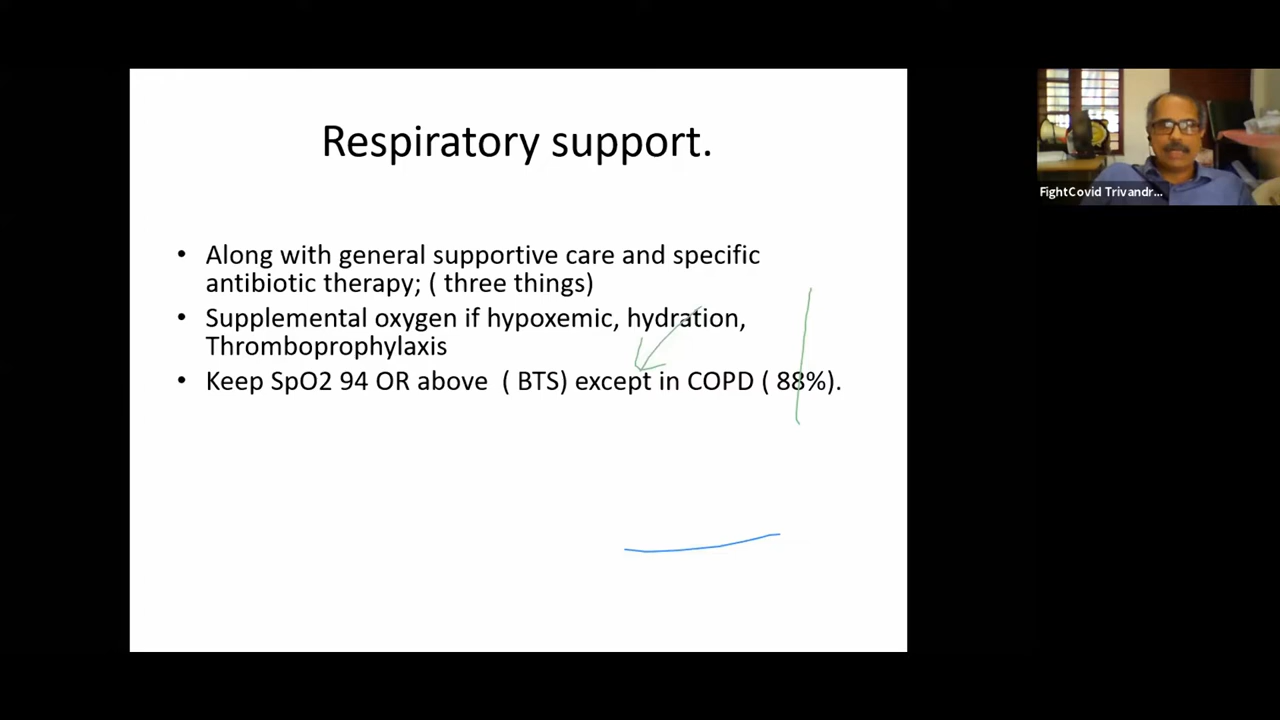 Respiratory support.
• Along with general supportive care and specific
antibiotic therapy; ( three things)
• Supplemental oxygen if hypoxemic, hydration,
Thromboprophylaxis
• Keep SpO2 94 OR above ( BTS) except in COPD ( 88%).
FightCovid Trivandr...